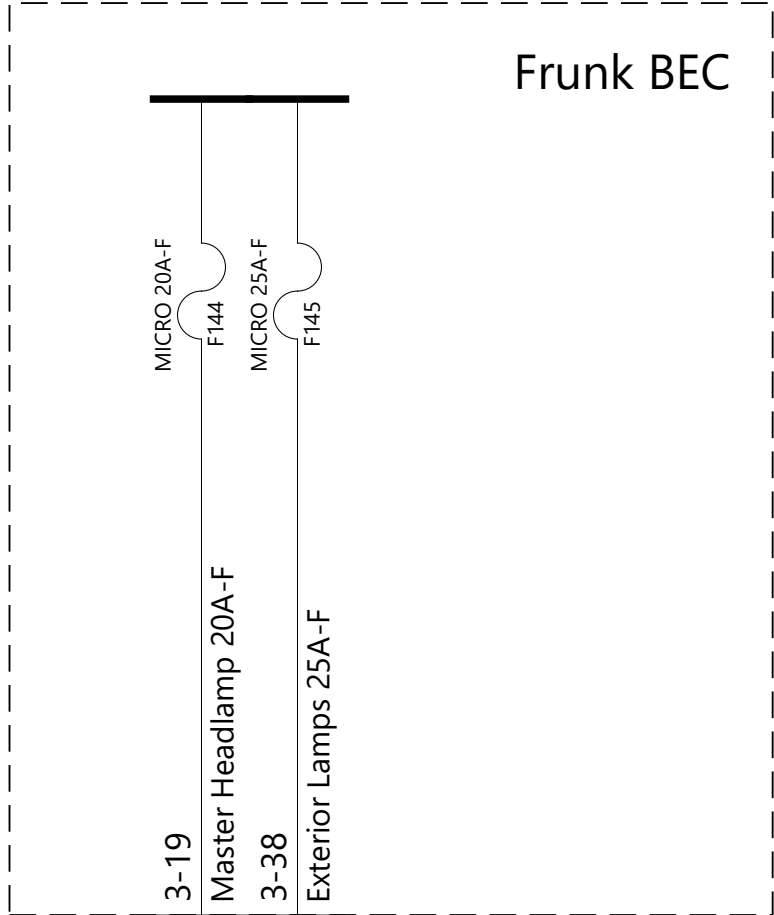 Frunk BEC
MICRO 20A-F
F144
MICRO 25A-F
F145
3-19
Master Headlamp 20A-F
3-38
Exterior Lamps 25A-F